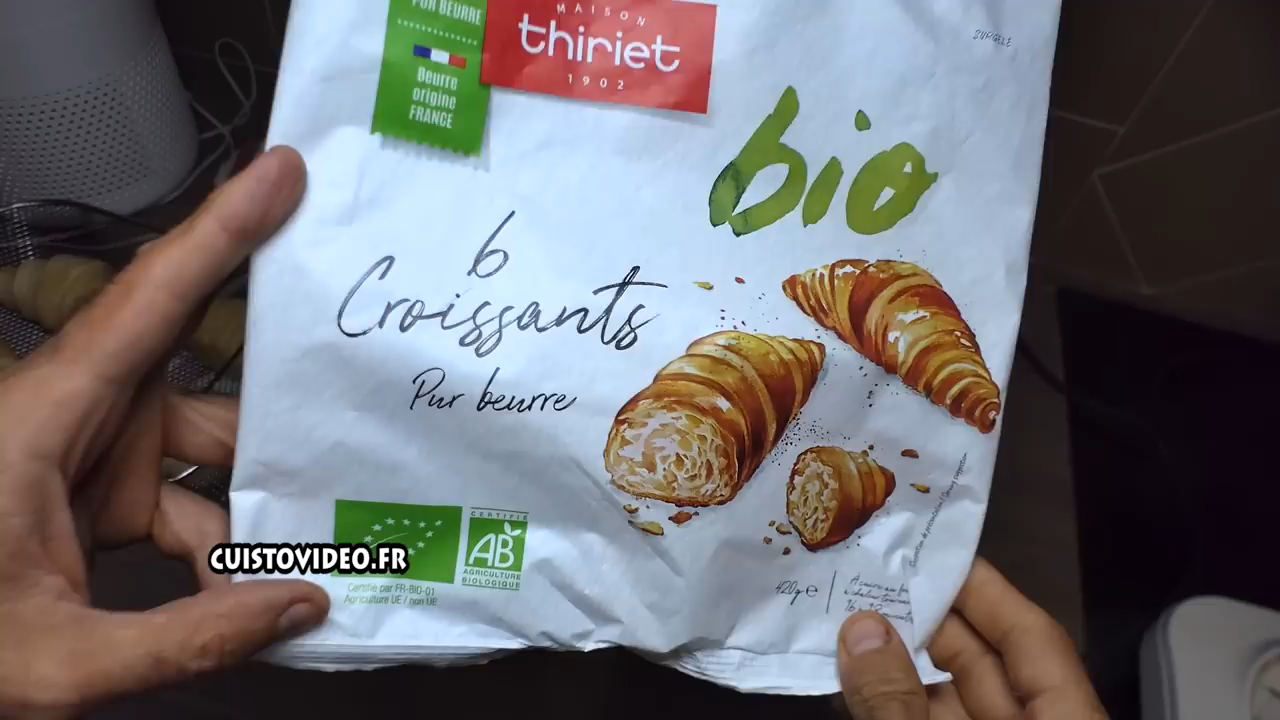 PUR BEURRE
Beurre
origine
FRANCE
MAISON
thiriet
1902
SURGELÉ
bio
6
Croissants
Pur beurre
CERTIFIÉ
AB
AGRICULTURE
BIOLOGIQUE
CUISTOVIDEO.FR
Certifié par FR-BIO-01
Agriculture UE / non UE
420g e